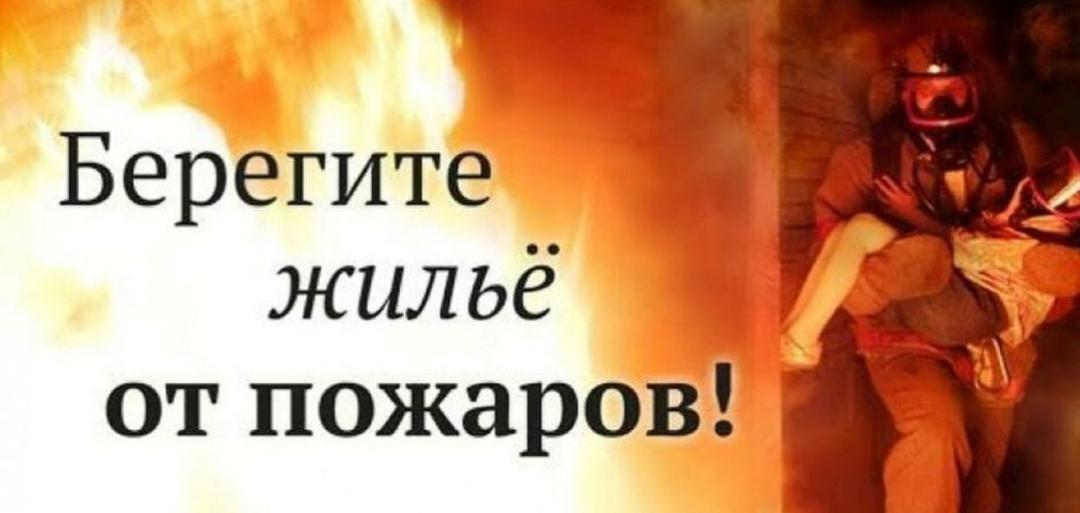 Берегите
жильё
от пожаров!